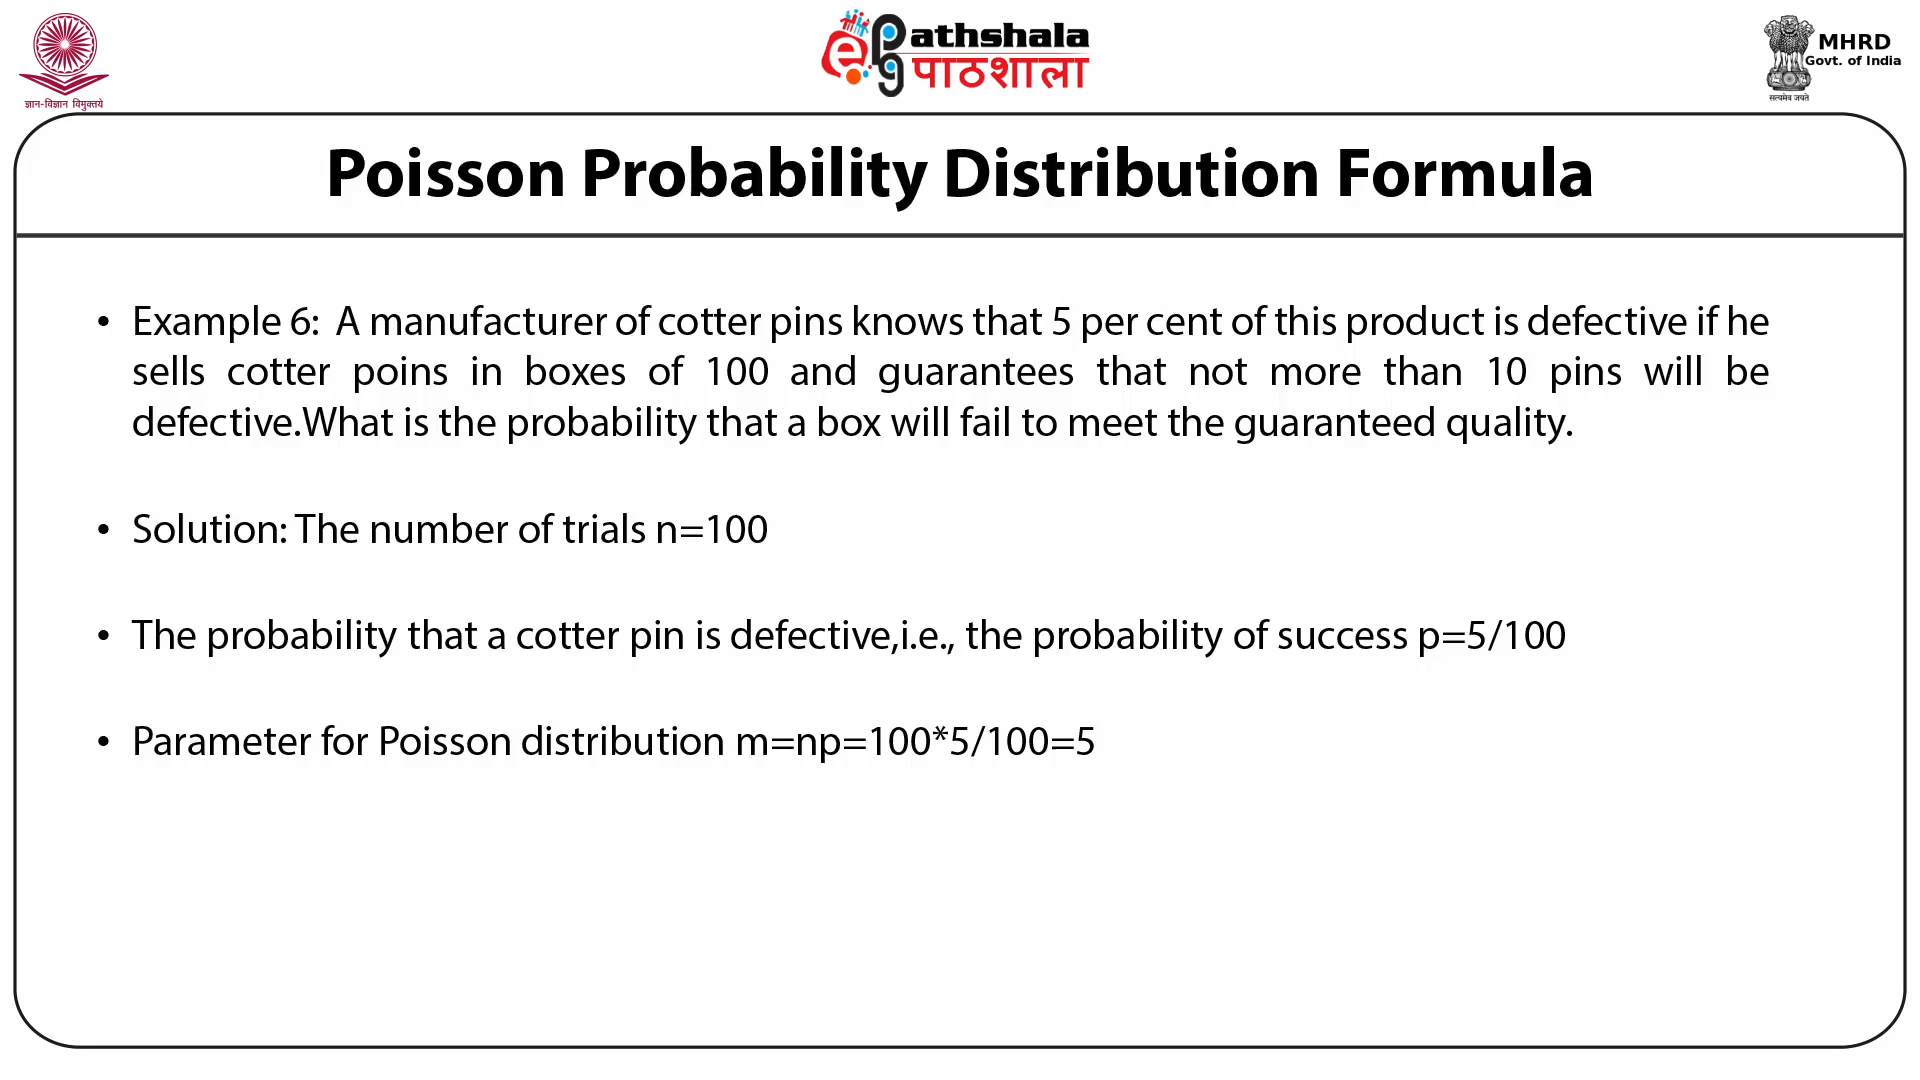 ज्ञान-विज्ञान विमुक्तये
e Pg
athshala
पाठशाला
MHRD
Govt. of India
सत्यमेव जयते
Poisson Probability Distribution Formula
• Example 6: A manufacturer of cotter pins knows that 5 per cent of this product is defective if he
sells cotter poins in boxes of 100 and guarantees that not more than 10 pins will be
defective.What is the probability that a box will fail to meet the guaranteed quality.
• Solution: The number of trials n=100
• The probability that a cotter pin is defective,i.e., the probability of success p=5/100
• Parameter for Poisson distribution m=np=100*5/100=5